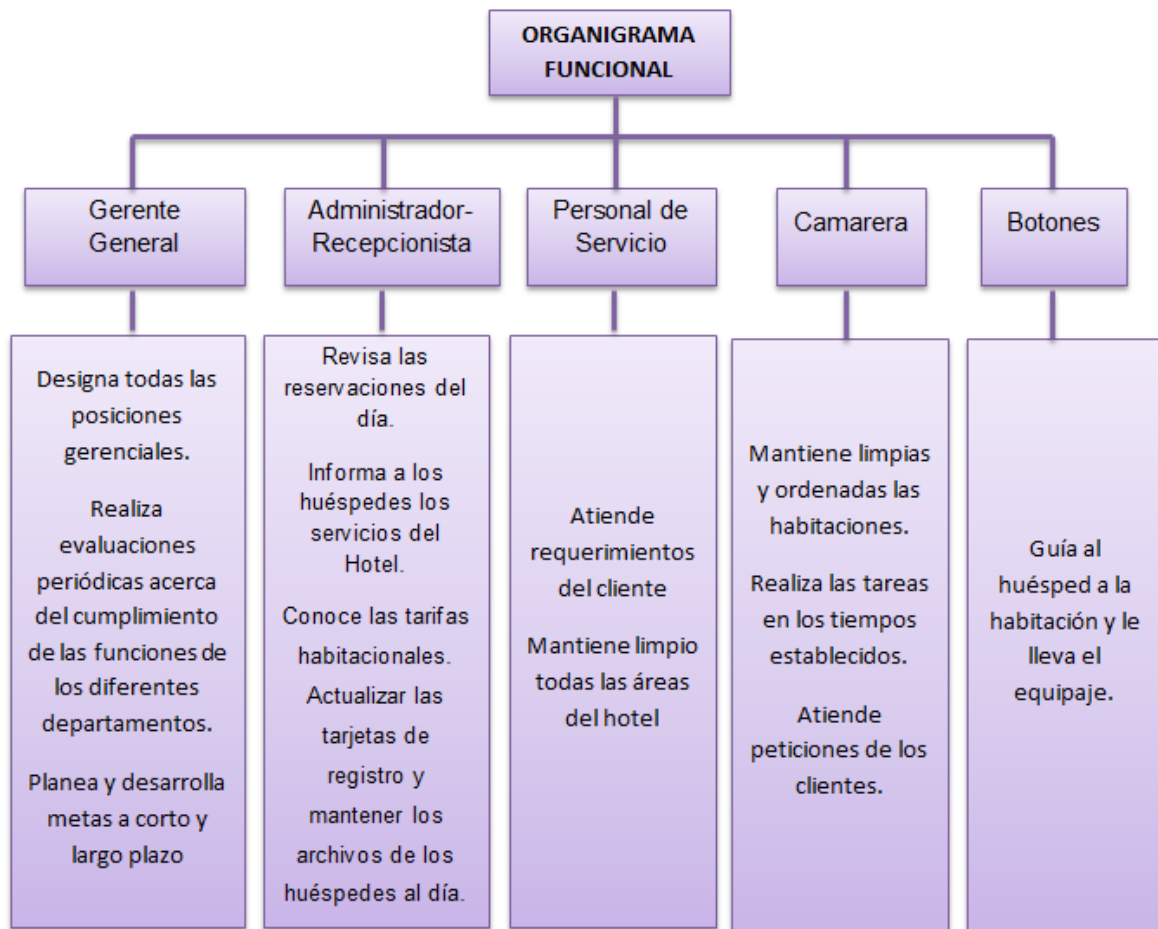 ORGANIGRAMA
FUNCIONAL
Gerente
General
Administrador-
Recepcionista
Personal de
Servicio
Camarera
Botones
Designa todas las
posiciones
gerenciales.
Realiza
evaluaciones
periódicas acerca
del cumplimiento
de las funciones de
los diferentes
departamentos.
Planea y desarrolla
metas a corto y
largo plazo
Revisa las
reservaciones del
día.
Informa a los
huéspedes los
servicios del
Hotel.
Conoce las tarifas
habitacionales.
Actualizar las
tarjetas de
registro y
mantener los
archivos de los
huéspedes al día.
Atiende
requerimientos
del cliente
Mantiene limpio
todas las áreas
del hotel
Mantiene limpias
y ordenadas las
habitaciones.
Realiza las tareas
en los tiempos
establecidos.
Atiende
peticiones de los
clientes.
Guía al
huésped a la
habitación y le
lleva el
equipaje.